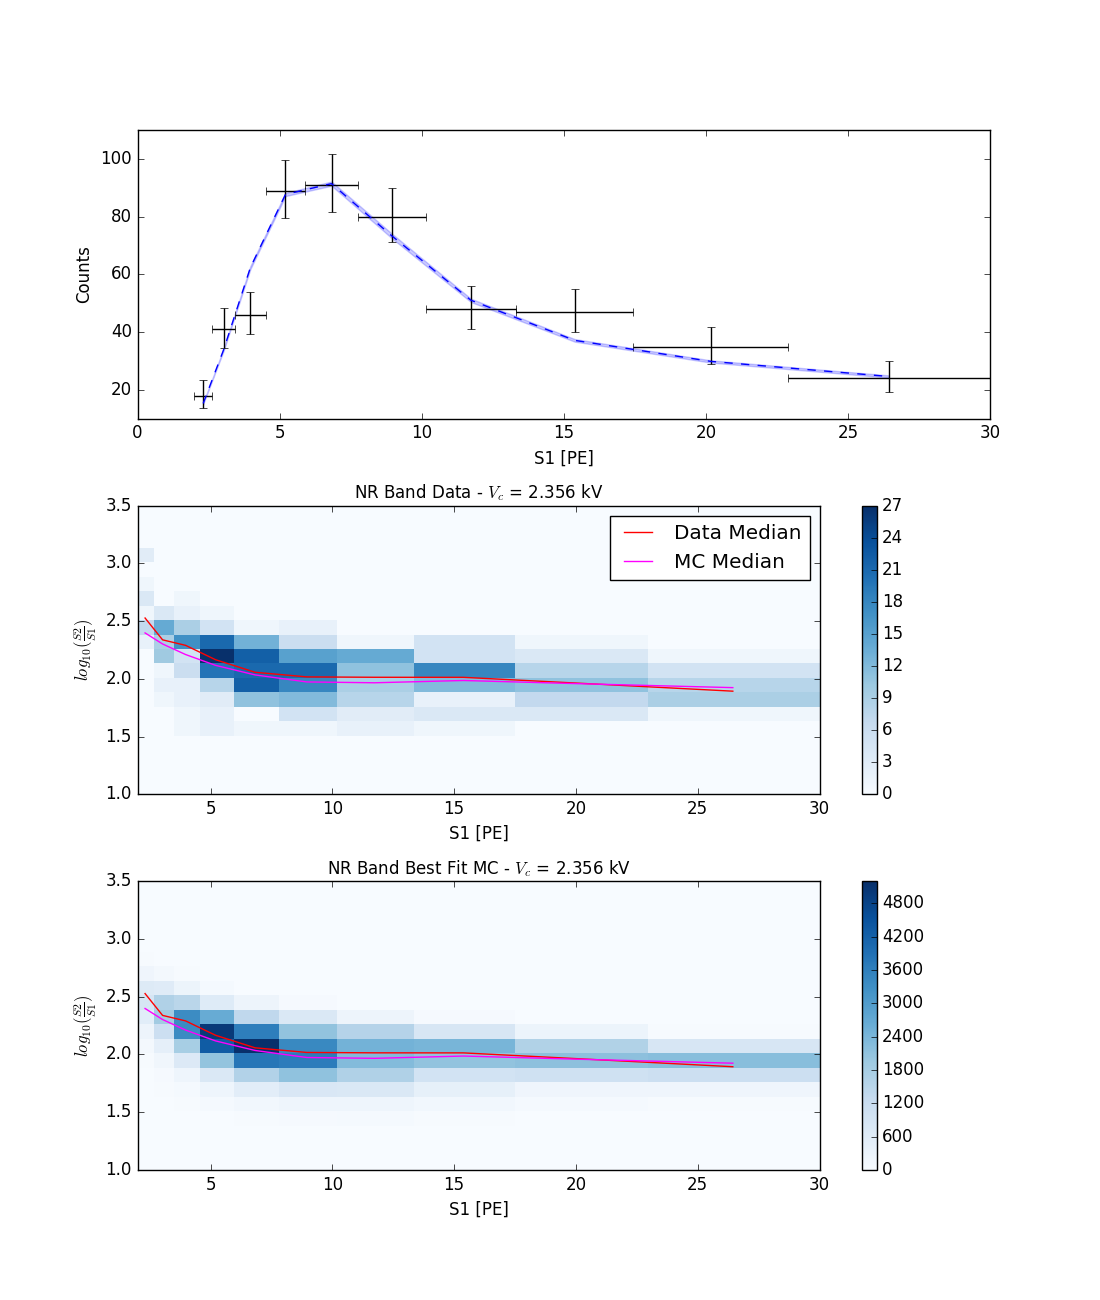 100
80
60
40
20
Counts
0 5 10 15 20 25 30
S1 [PE]
NR Band Data - V_c = 2.356 kV
3.5
3.0
2.5
2.0
1.5
1.0
log_10(S2/S1)
Data Median
MC Median
5 10 15 20 25 30
S1 [PE]
27
24
21
18
15
12
9
6
3
0
NR Band Best Fit MC - V_c = 2.356 kV
3.5
3.0
2.5
2.0
1.5
1.0
log_10(S2/S1)
5 10 15 20 25 30
S1 [PE]
4800
4200
3600
3000
2400
1800
1200
600
0